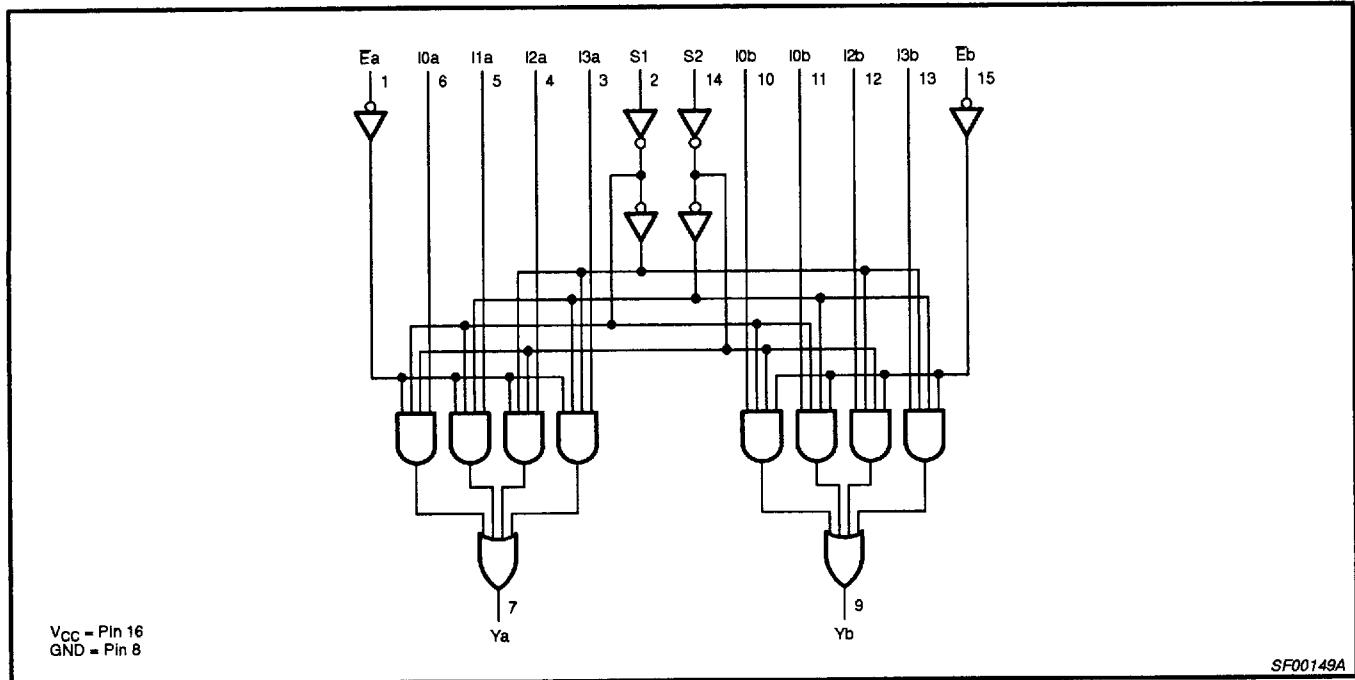 Ea I0a I1a I2a I3a S1 S2 I0b I0b I2b I3b Eb
1 6 5 4 3 2 14 10 11 12 13 15
7 9
Ya Yb
VCC = Pin 16
GND = Pin 8
SF00149A